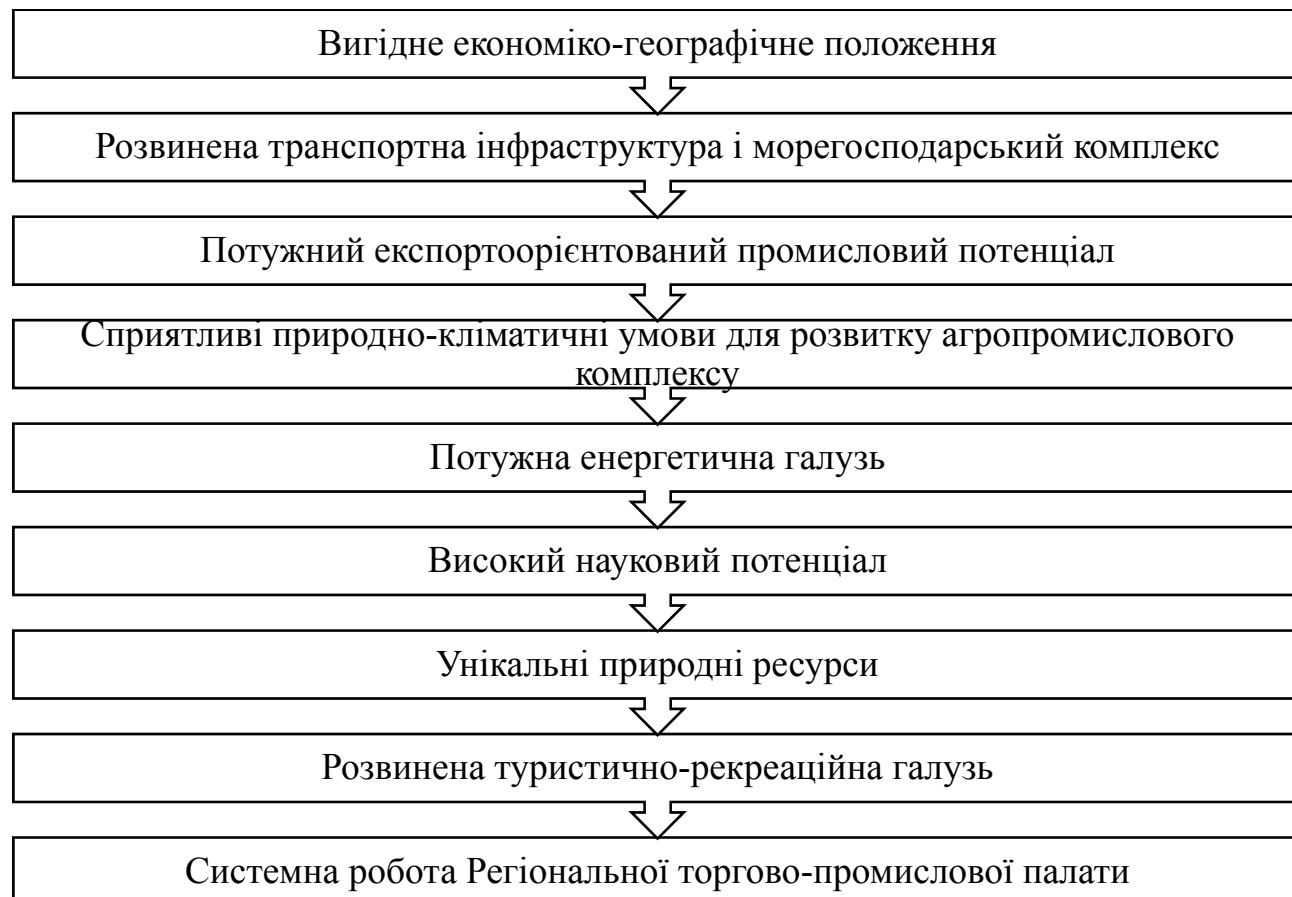 Вигідне економіко-географічне положення
Розвинена транспортна інфраструктура і морегосподарський комплекс
Потужний експортоорієнтований промисловий потенціал
Сприятливі природно-кліматичні умови для розвитку агропромислового
комплексу
Потужна енергетична галузь
Високий науковий потенціал
Унікальні природні ресурси
Розвинена туристично-рекреаційна галузь
Системна робота Регіональної торгово-промислової палати